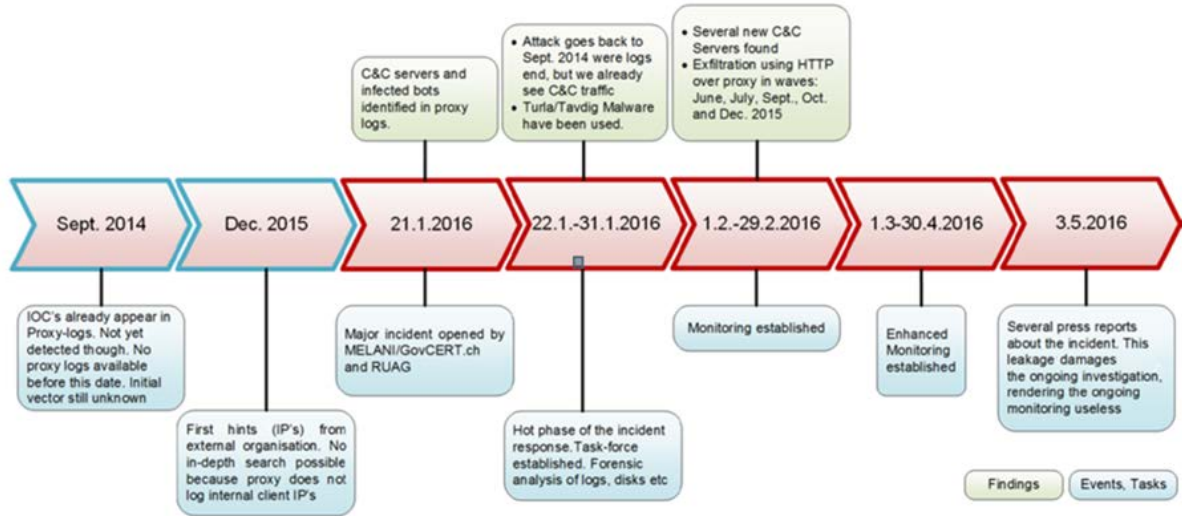 C&C servers and
infected bots
identified in proxy
logs.
• Attack goes back to
Sept. 2014 were logs
end, but we already
see C&C traffic
• Turla/Tavdig Malware
have been used.
• Several new C&C
Servers found
• Exfiltration using HTTP
over proxy in waves:
June, July, Sept., Oct.
and Dec. 2015
Sept. 2014
Dec. 2015
21.1.2016
22.1.-31.1.2016
1.2.-29.2.2016
1.3-30.4.2016
3.5.2016
IOC's already appear in
Proxy-logs. Not yet
detected though. No
proxy logs available
before this date. Initial
vector still unknown
First hints (IP's) from
external organisation. No
in-depth search possible
because proxy does not
log internal client IP's
Major incident opened by
MELANI/GovCERT.ch
and RUAG
Hot phase of the incident
response.Task-force
established. Forensic
analysis of logs, disks etc
Monitoring established
Enhanced
Monitoring
established
Several press reports
about the incident. This
leakage damages
the ongoing investigation,
rendering the ongoing
monitoring useless
Findings
Events, Tasks